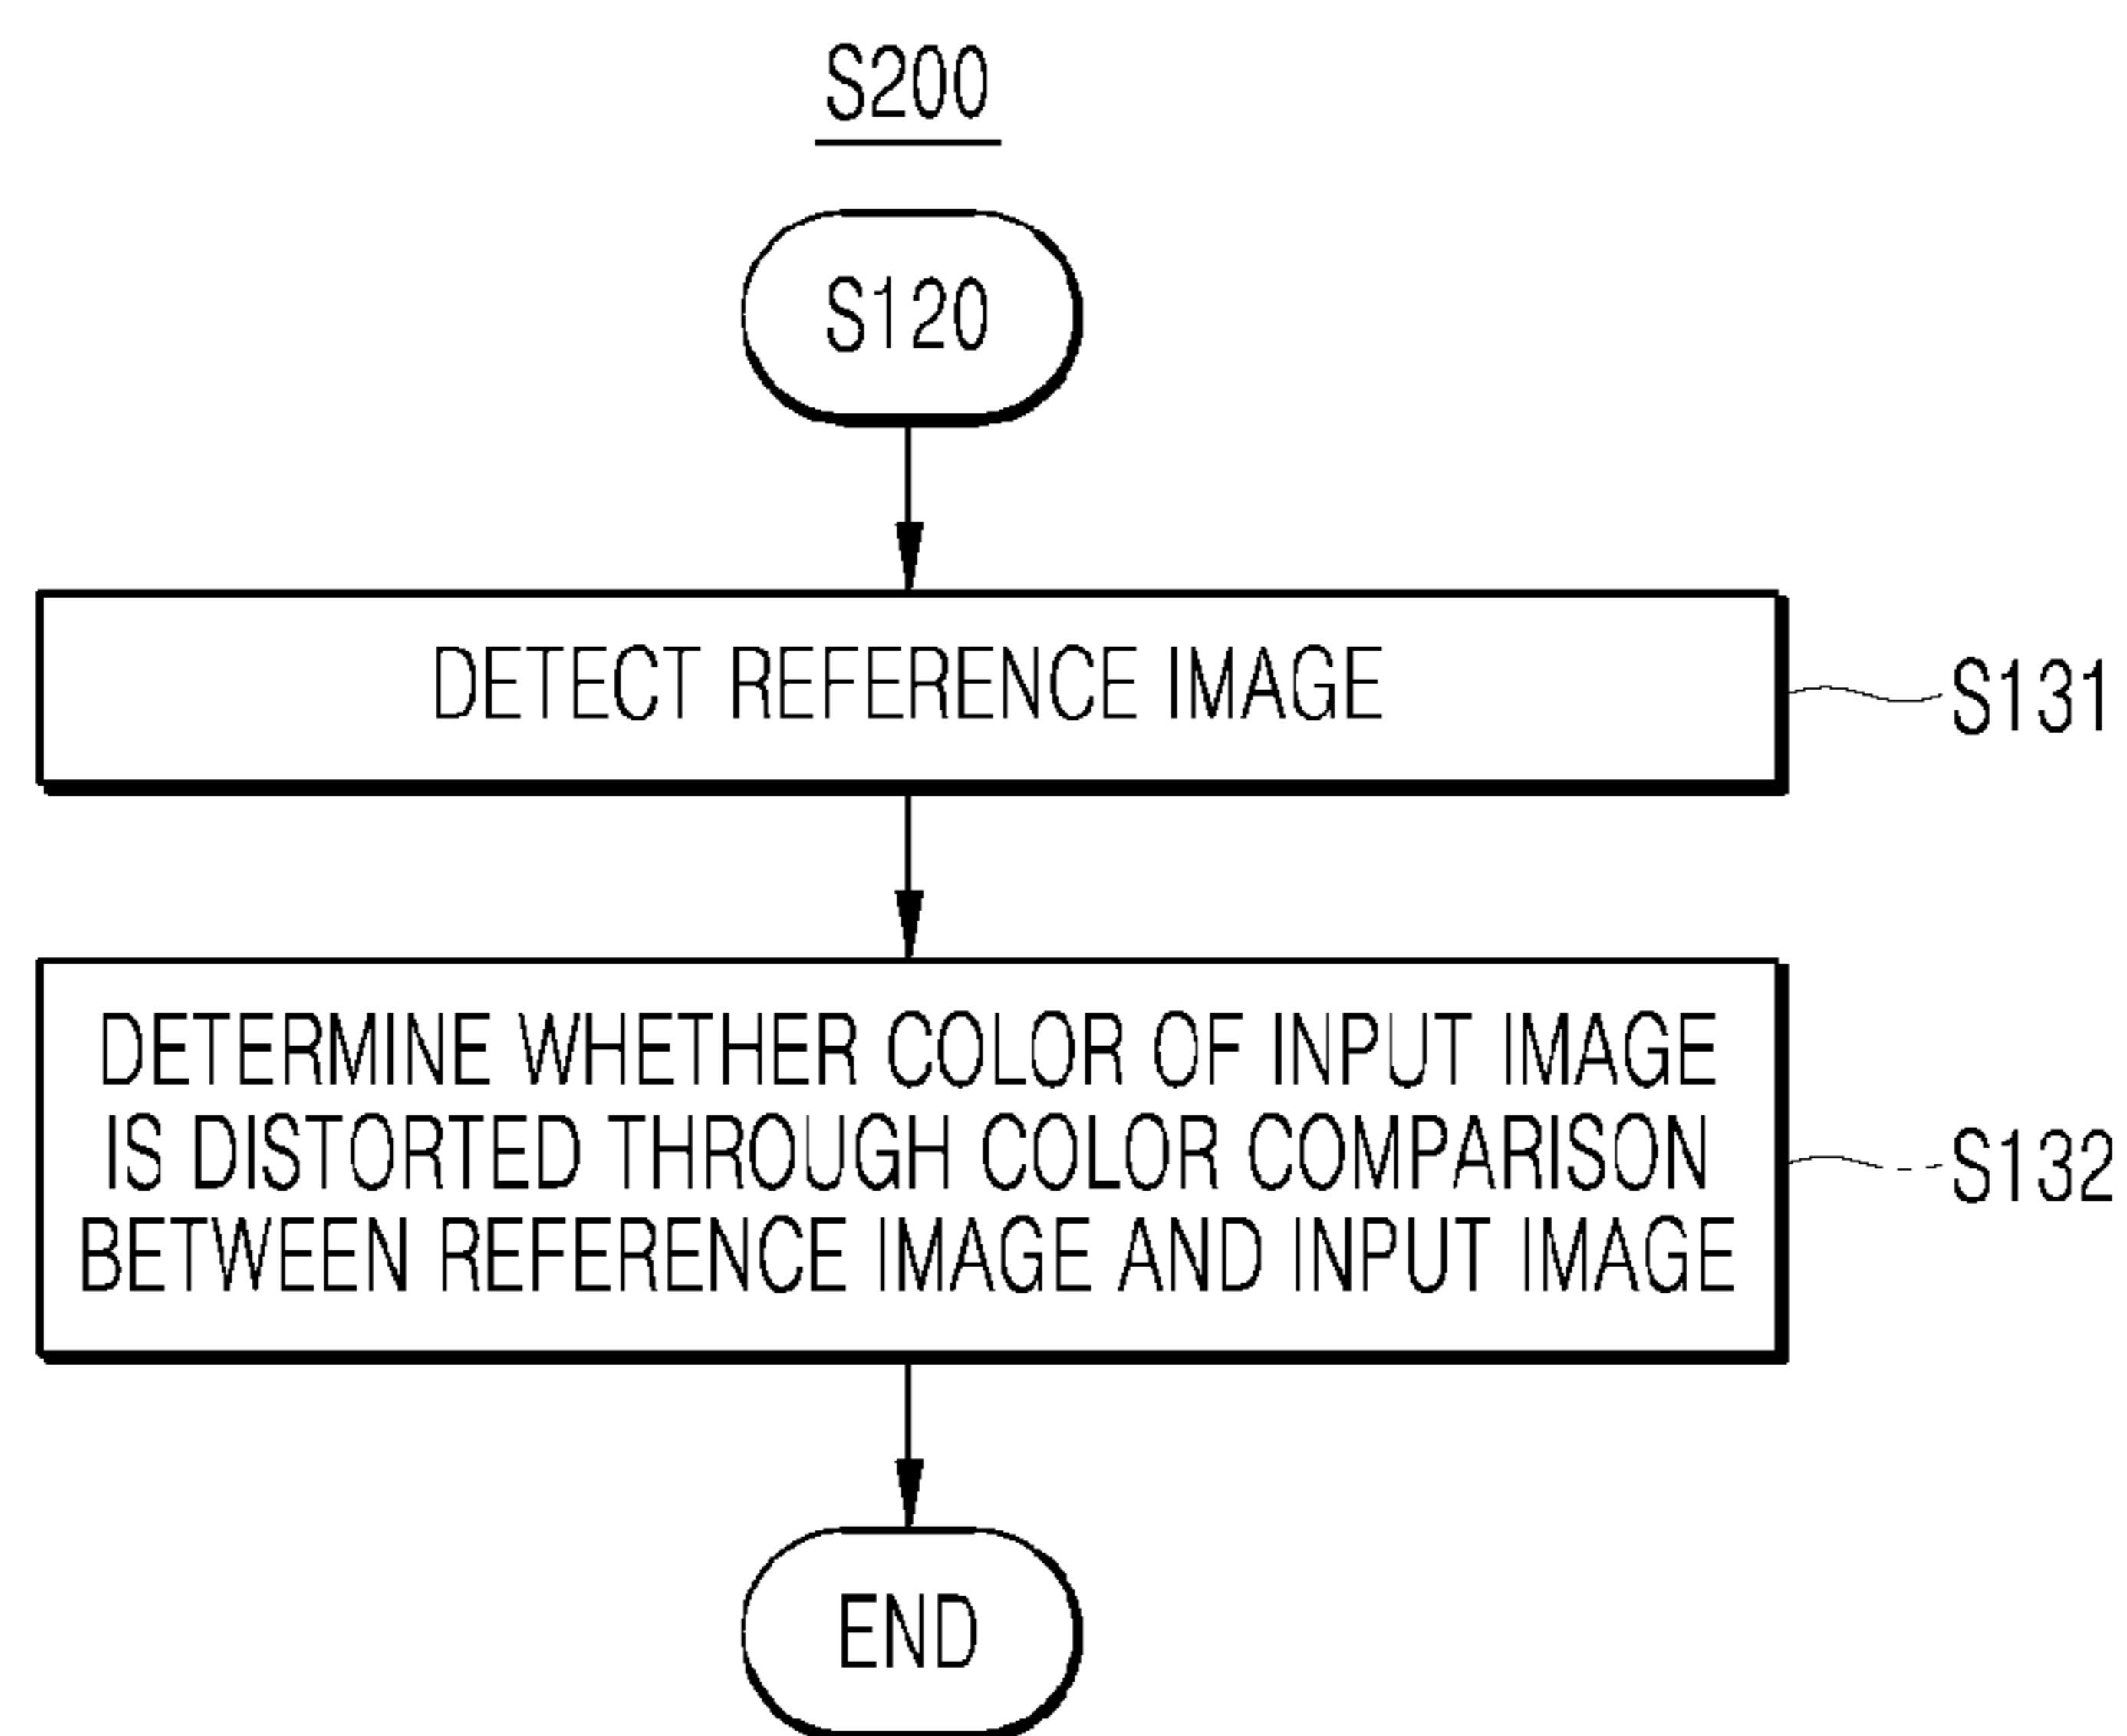 S200
S120
DETECT REFERENCE IMAGE
S131
DETERMINE WHETHER COLOR OF INPUT IMAGE
IS DISTORTED THROUGH COLOR COMPARISON
BETWEEN REFERENCE IMAGE AND INPUT IMAGE
S132
END